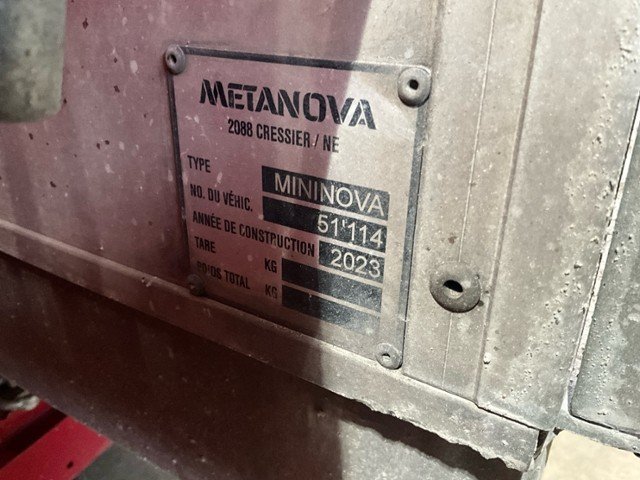 METANOVA
2088 CRESSIER / NE
TYPE MININOVA
NO. DU VÉHIC. 51'114
ANNÉE DE CONSTRUCTION 2023
TARE KG
POIDS TOTAL KG